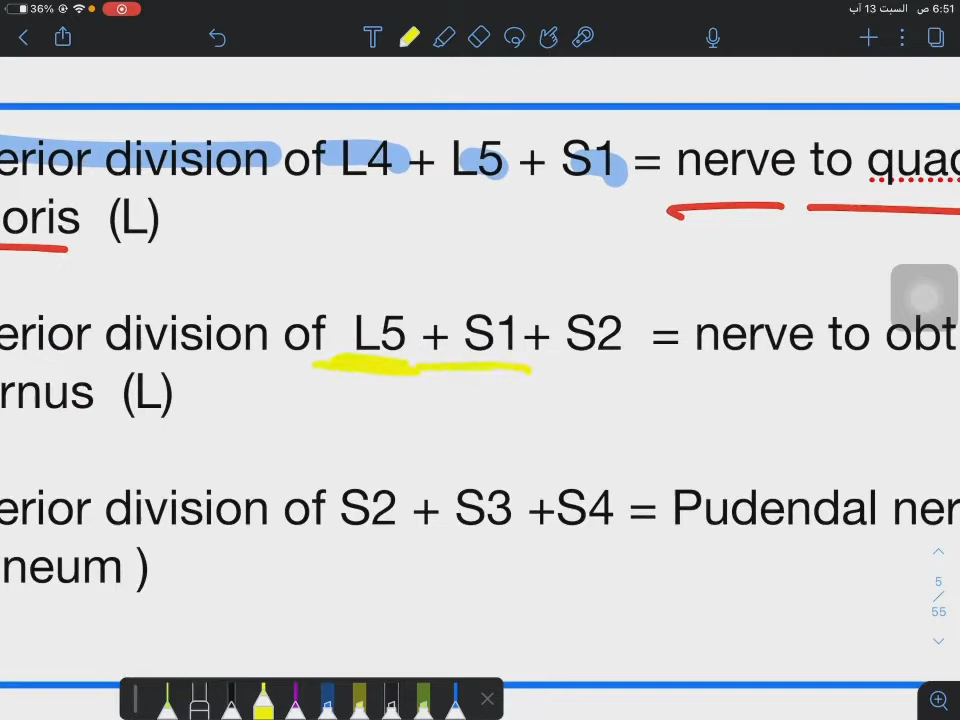 36% 6:51 ص السبت 13 آب
erior division of L4 + L5 + S1 = nerve to quad
oris (L)
erior division of L5 + S1+ S2 = nerve to obt
rnus (L)
erior division of S2 + S3 +S4 = Pudendal ner
neum )
5
/
55